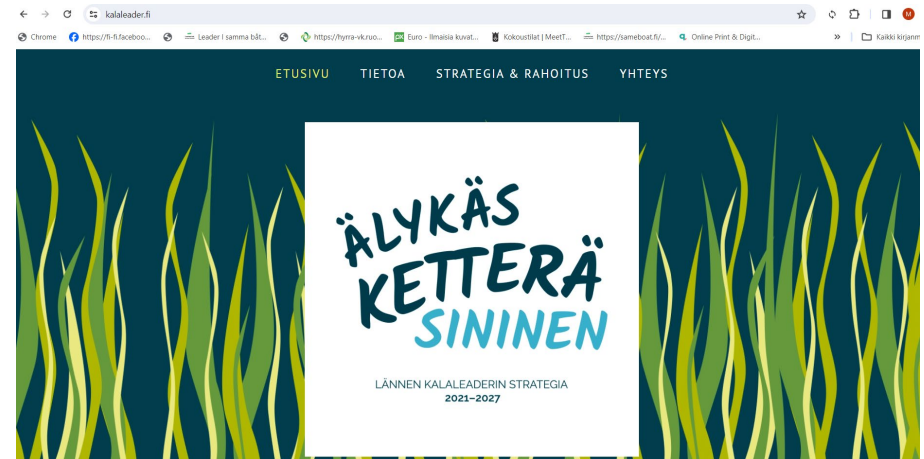 kalaleader.fi
M
Chrome https://fi-fi.faceboo... Leader I samma båt... https://hyrra-vk.ruo... px Euro - Ilmaisia kuvat... Kokoustilat | MeetT... https://sameboat.fi/... Online Print & Digit... » Kaikki kirjanm
ETUSIVU TIETOA STRATEGIA & RAHOITUS YHTEYS
ÄLYKÄS
KETTERÄ
SININEN
LÄNNEN KALALEADERIN STRATEGIA
2021–2027